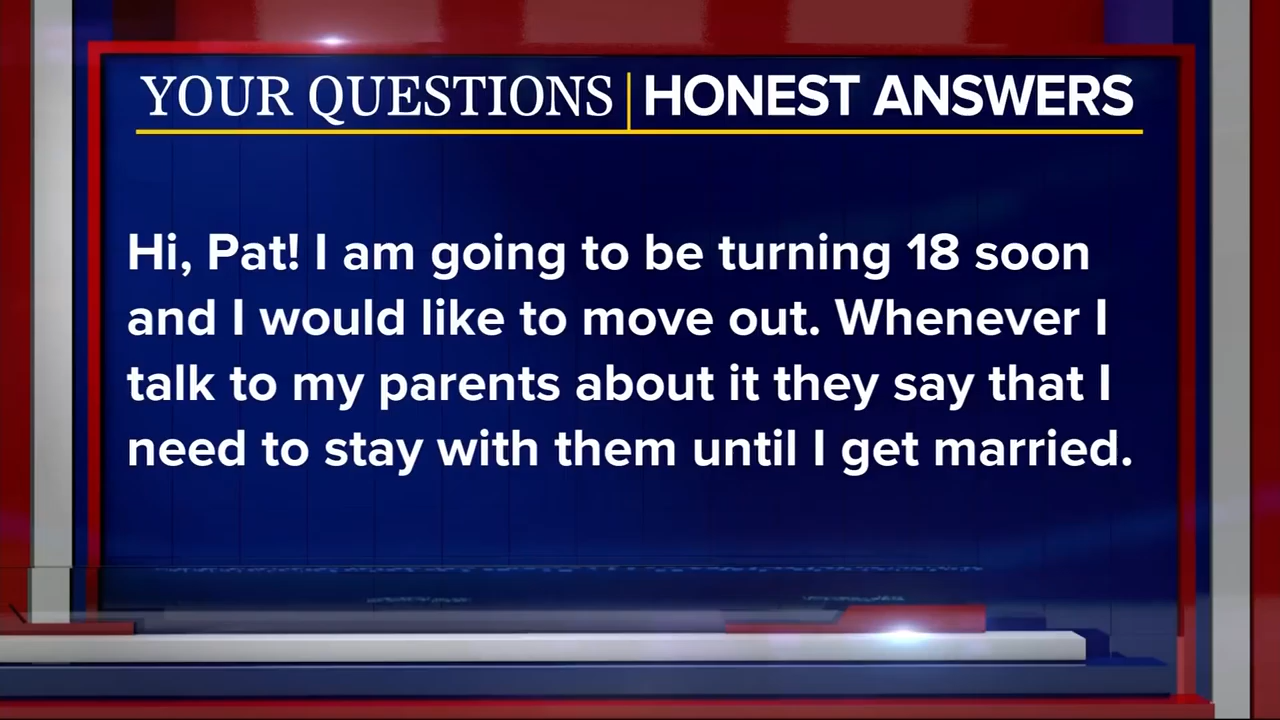 YOUR QUESTIONS | HONEST ANSWERS
Hi, Pat! I am going to be turning 18 soon
and I would like to move out. Whenever I
talk to my parents about it they say that I
need to stay with them until I get married.